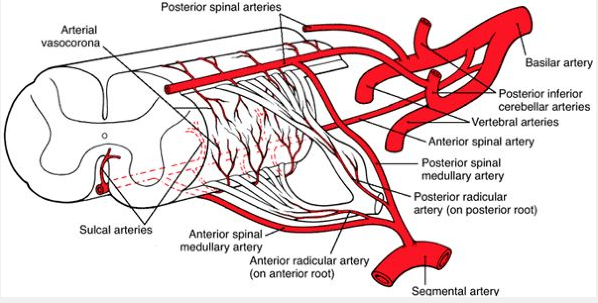 Posterior spinal arteries
Arterial
vasocorona
Basilar artery
Posterior inferior
cerebellar arteries
Vertebral arteries
Anterior spinal artery
Posterior spinal
medullary artery
Posterior radicular
artery (on posterior root)
Sulcal arteries
Anterior spinal
medullary artery
Anterior radicular artery
(on anterior root)
Segmental artery